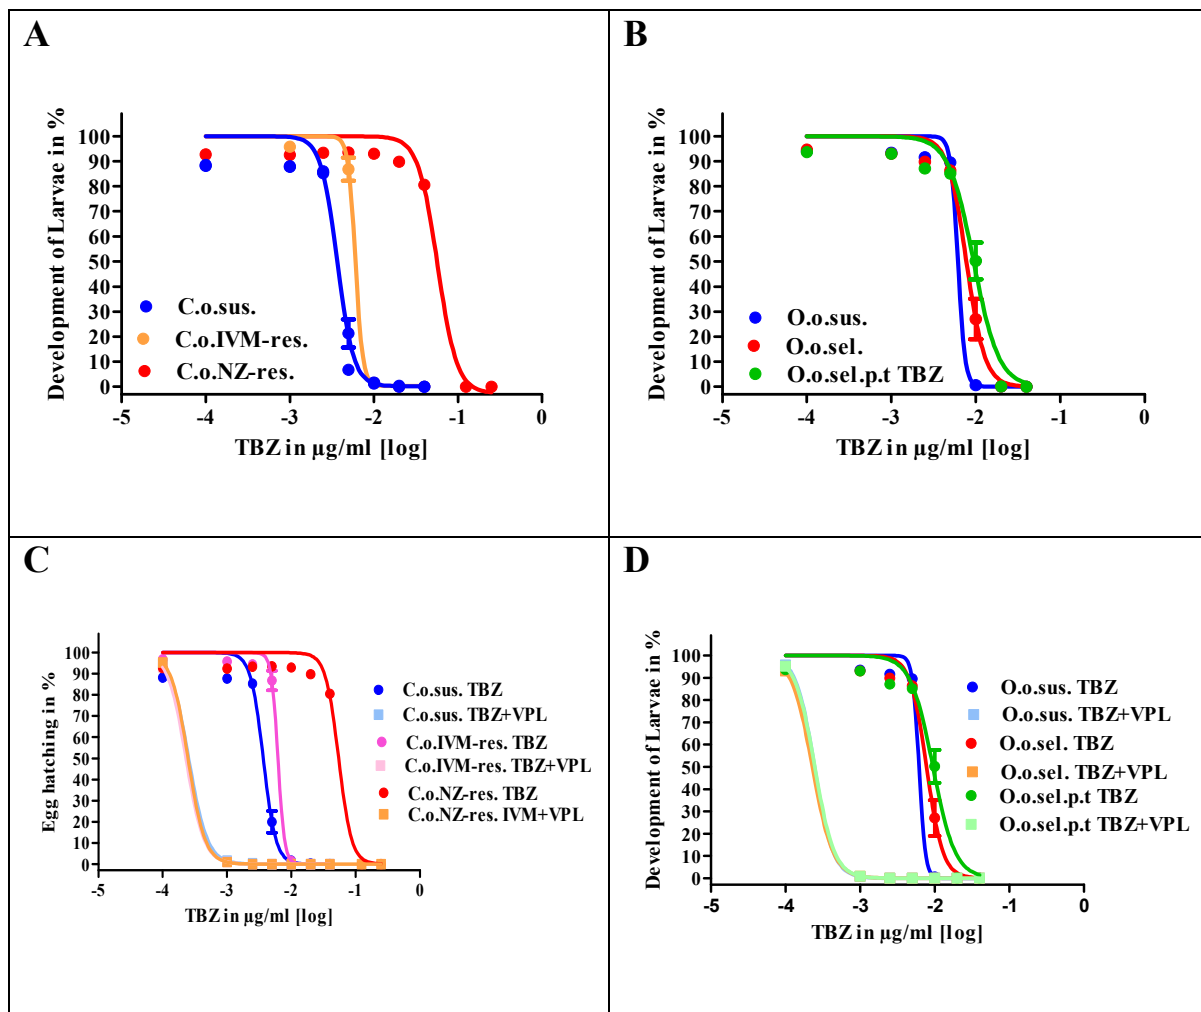 A
Development of Larvae in %
100
90
80
70
60
50
40
30
20
10
0
C.o.sus.
C.o.IVM-res.
C.o.NZ-res.
-5 -4 -3 -2 -1 0
TBZ in µg/ml [log]
B
Development of Larvae in %
100
90
80
70
60
50
40
30
20
10
0
O.o.sus.
O.o.sel.
O.o.sel.p.t TBZ
-5 -4 -3 -2 -1 0
TBZ in µg/ml [log]
C
Egg hatching in %
100
90
80
70
60
50
40
30
20
10
0
C.o.sus. TBZ
C.o.sus. TBZ+VPL
C.o.IVM-res. TBZ
C.o.IVM-res. TBZ+VPL
C.o.NZ-res. TBZ
C.o.NZ-res. IVM+VPL
-5 -4 -3 -2 -1 0
TBZ in µg/ml [log]
D
Development of Larvae in %
100
90
80
70
60
50
40
30
20
10
0
O.o.sus. TBZ
O.o.sus. TBZ+VPL
O.o.sel. TBZ
O.o.sel. TBZ+VPL
O.o.sel.p.t TBZ
O.o.sel.p.t TBZ+VPL
-5 -4 -3 -2 -1 0
TBZ in µg/ml [log]